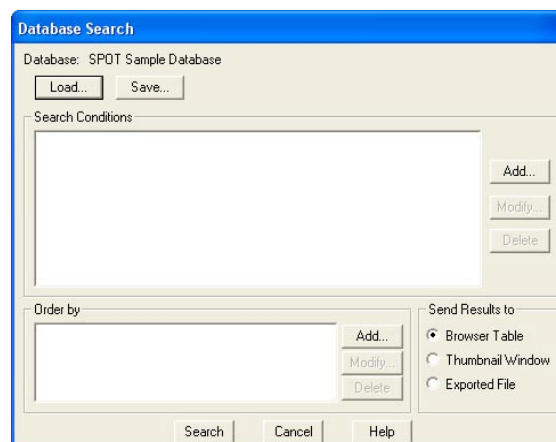 Database Search
Database: SPOT Sample Database
Load... Save...
Search Conditions
Add...
Modify...
Delete
Order by
Add...
Modify...
Delete
Send Results to
Browser Table
Thumbnail Window
Exported File
Search Cancel Help